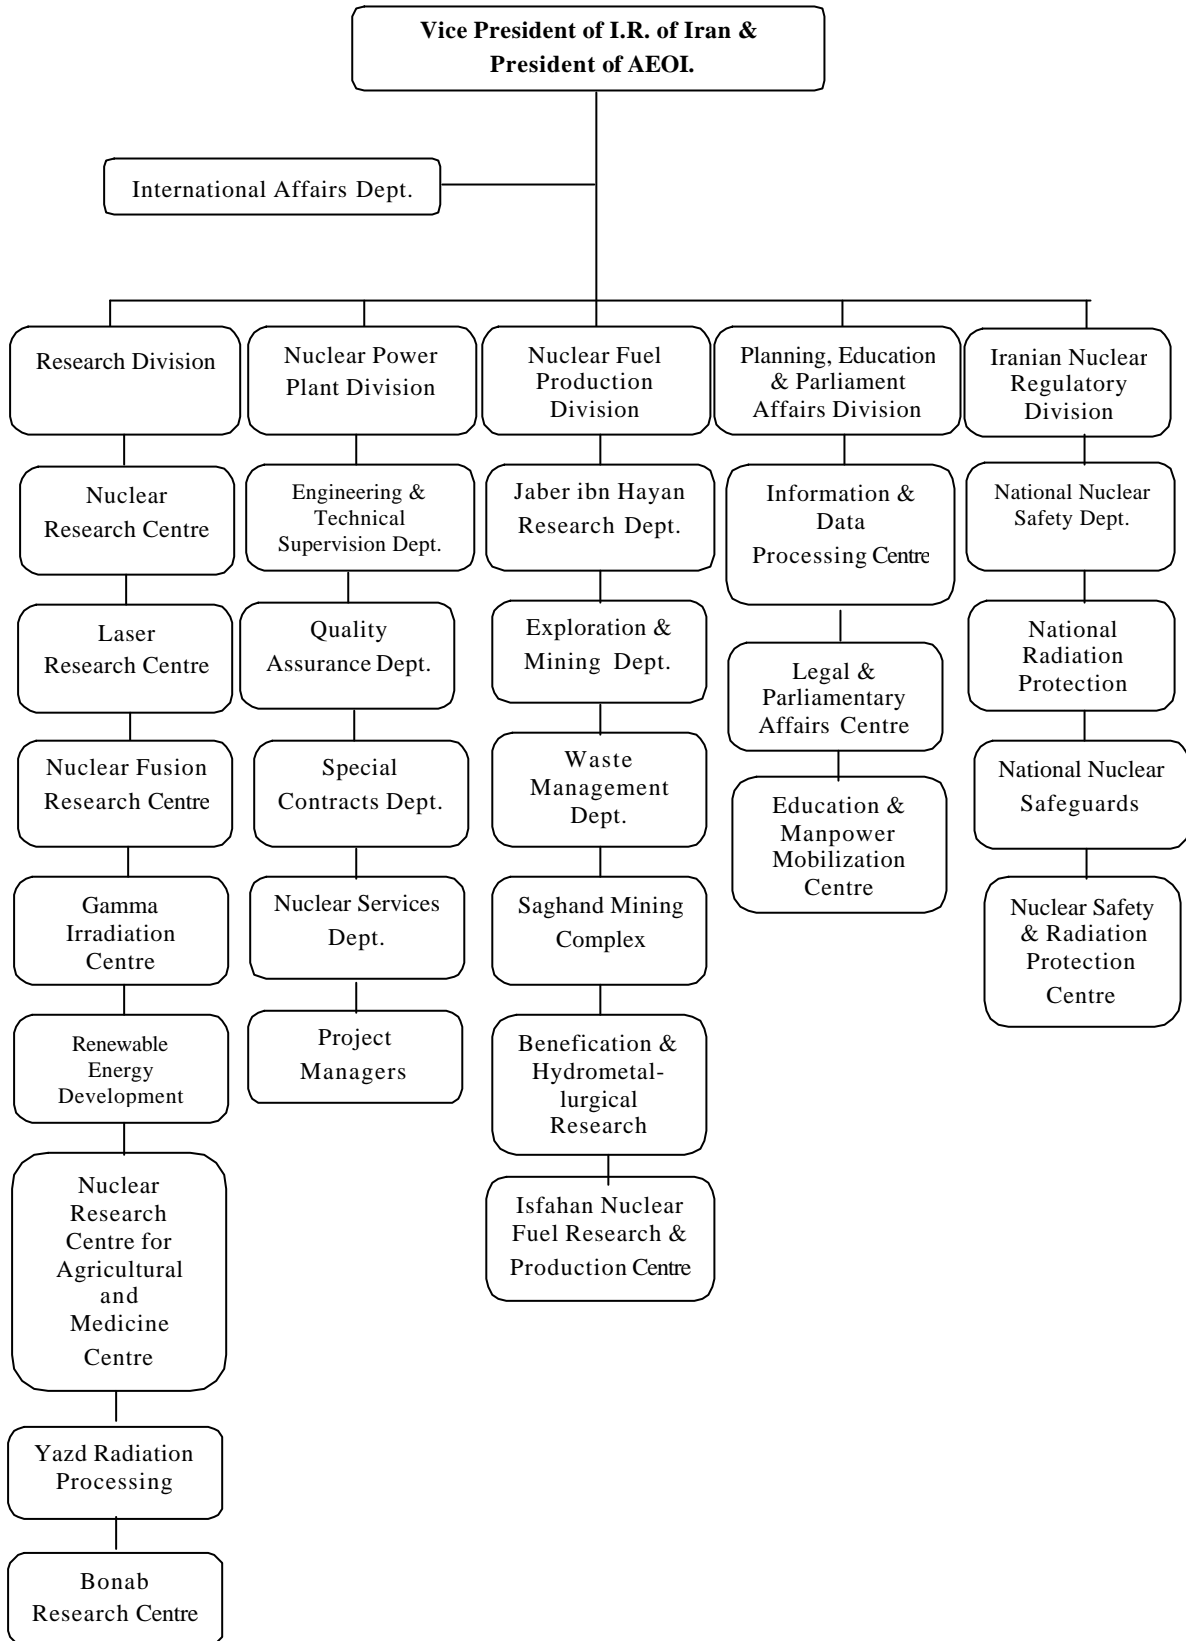 Vice President of I.R. of Iran &
President of AEOI.
International Affairs Dept.
Research Division
Nuclear Power
Plant Division
Nuclear Fuel
Production
Division
Planning, Education
& Parliament
Affairs Division
Iranian Nuclear
Regulatory
Division
Nuclear
Research Centre
Laser
Research Centre
Nuclear Fusion
Research Centre
Gamma
Irradiation
Centre
Renewable
Energy
Development
Nuclear
Research
Centre for
Agricultural
and
Medicine
Centre
Yazd Radiation
Processing
Bonab
Research Centre
Engineering &
Technical
Supervision Dept.
Quality
Assurance Dept.
Special
Contracts Dept.
Nuclear Services
Dept.
Project
Managers
Jaber ibn Hayan
Research Dept.
Exploration &
Mining Dept.
Waste
Management
Dept.
Saghand Mining
Complex
Benefication &
Hydrometal-
lurgical
Research
Isfahan Nuclear
Fuel Research &
Production Centre
Information &
Data
Processing Centre
Legal &
Parliamentary
Affairs Centre
Education &
Manpower
Mobilization
Centre
National Nuclear
Safety Dept.
National
Radiation
Protection
National Nuclear
Safeguards
Nuclear Safety
& Radiation
Protection
Centre